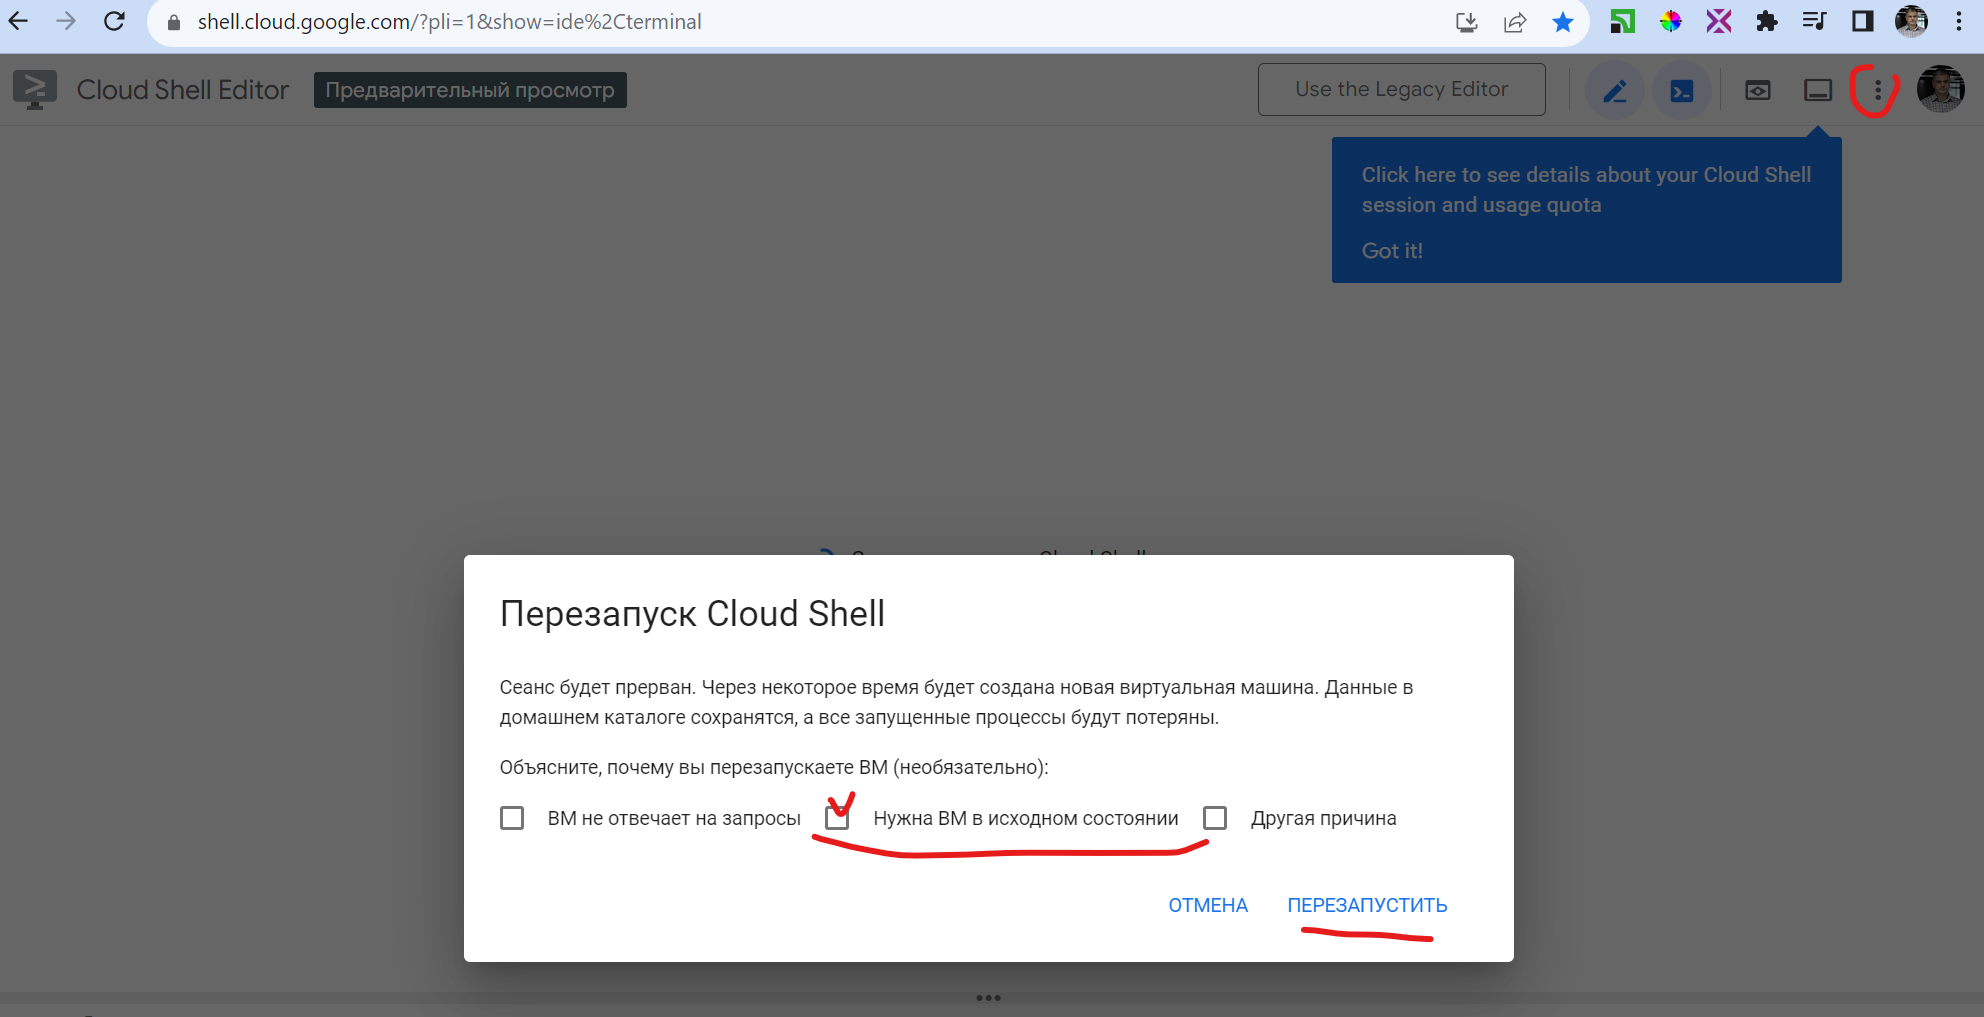 shell.cloud.google.com/?pli=1&show=ide%2Cterminal
Cloud Shell Editor
Предварительный просмотр
Use the Legacy Editor
Click here to see details about your Cloud Shell
session and usage quota
Got it!
Cloud Shell
Перезапуск Cloud Shell
Сеанс будет прерван. Через некоторое время будет создана новая виртуальная машина. Данные в
домашнем каталоге сохранятся, а все запущенные процессы будут потеряны.
Объясните, почему вы перезапускаете ВМ (необязательно):
ВМ не отвечает на запросы
Нужна ВМ в исходном состоянии
Другая причина
ОТМЕНА
ПЕРЕЗАПУСТИТЬ